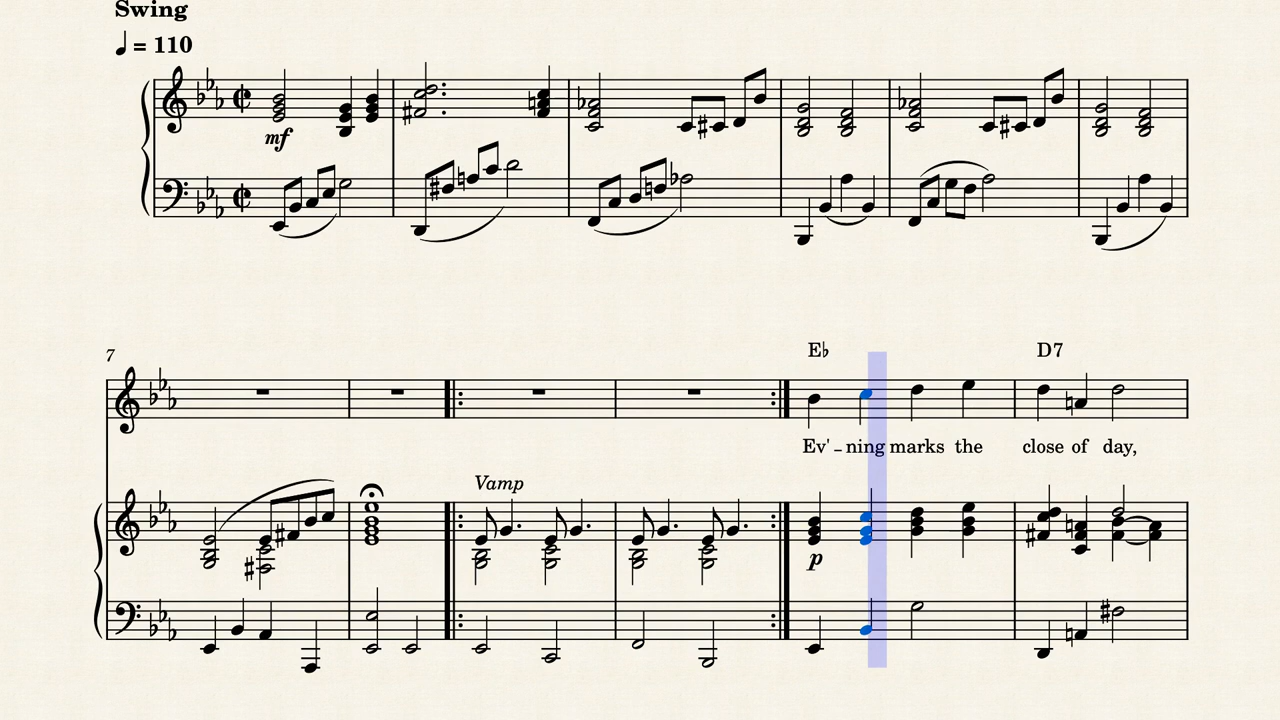 Swing
♩ = 110
mf
7
E♭ D7
Ev' - ning marks the close of day,
Vamp
p